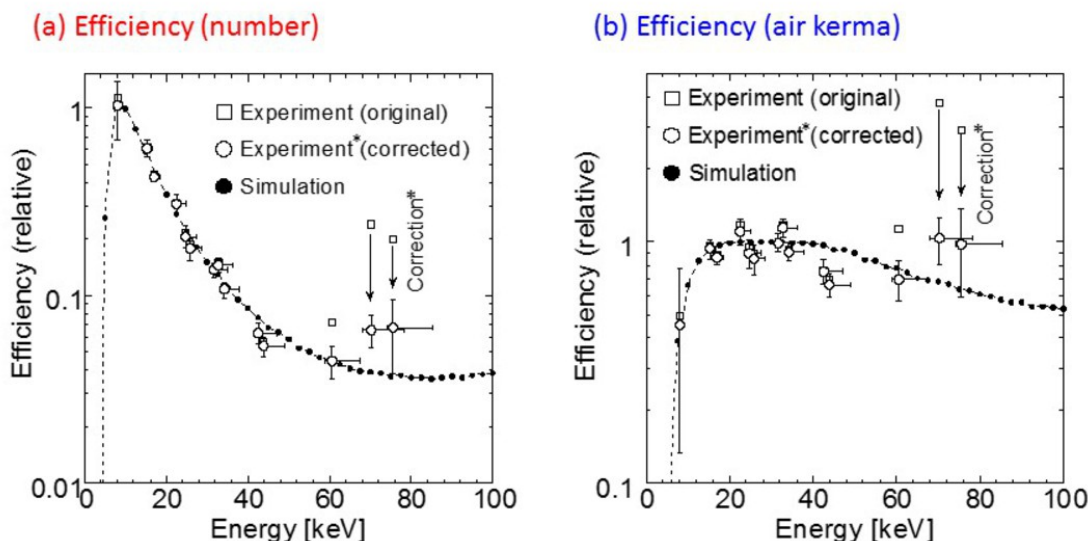 (a) Efficiency (number)
Efficiency (relative)
1
0.1
0.01
□ Experiment (original)
○ Experiment*(corrected)
● Simulation
Correction*
0 20 40 60 80 100
Energy [keV]
(b) Efficiency (air kerma)
Efficiency (relative)
1
0.1
□ Experiment (original)
○ Experiment*(corrected)
● Simulation
Correction*
0 20 40 60 80 100
Energy [keV]